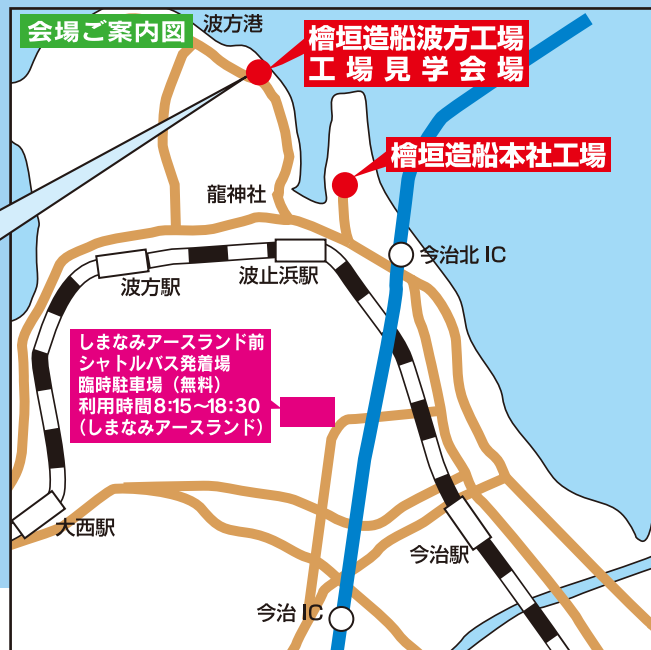 会場ご案内図
波方港
檜垣造船波方工場
工場見学会場
檜垣造船本社工場
龍神社
今治北IC
波止浜駅
波方駅
しまなみアースランド前
シャトルバス発着場
臨時駐車場（無料）
利用時間8:15～18:30
（しまなみアースランド）
大西駅
今治駅
今治IC